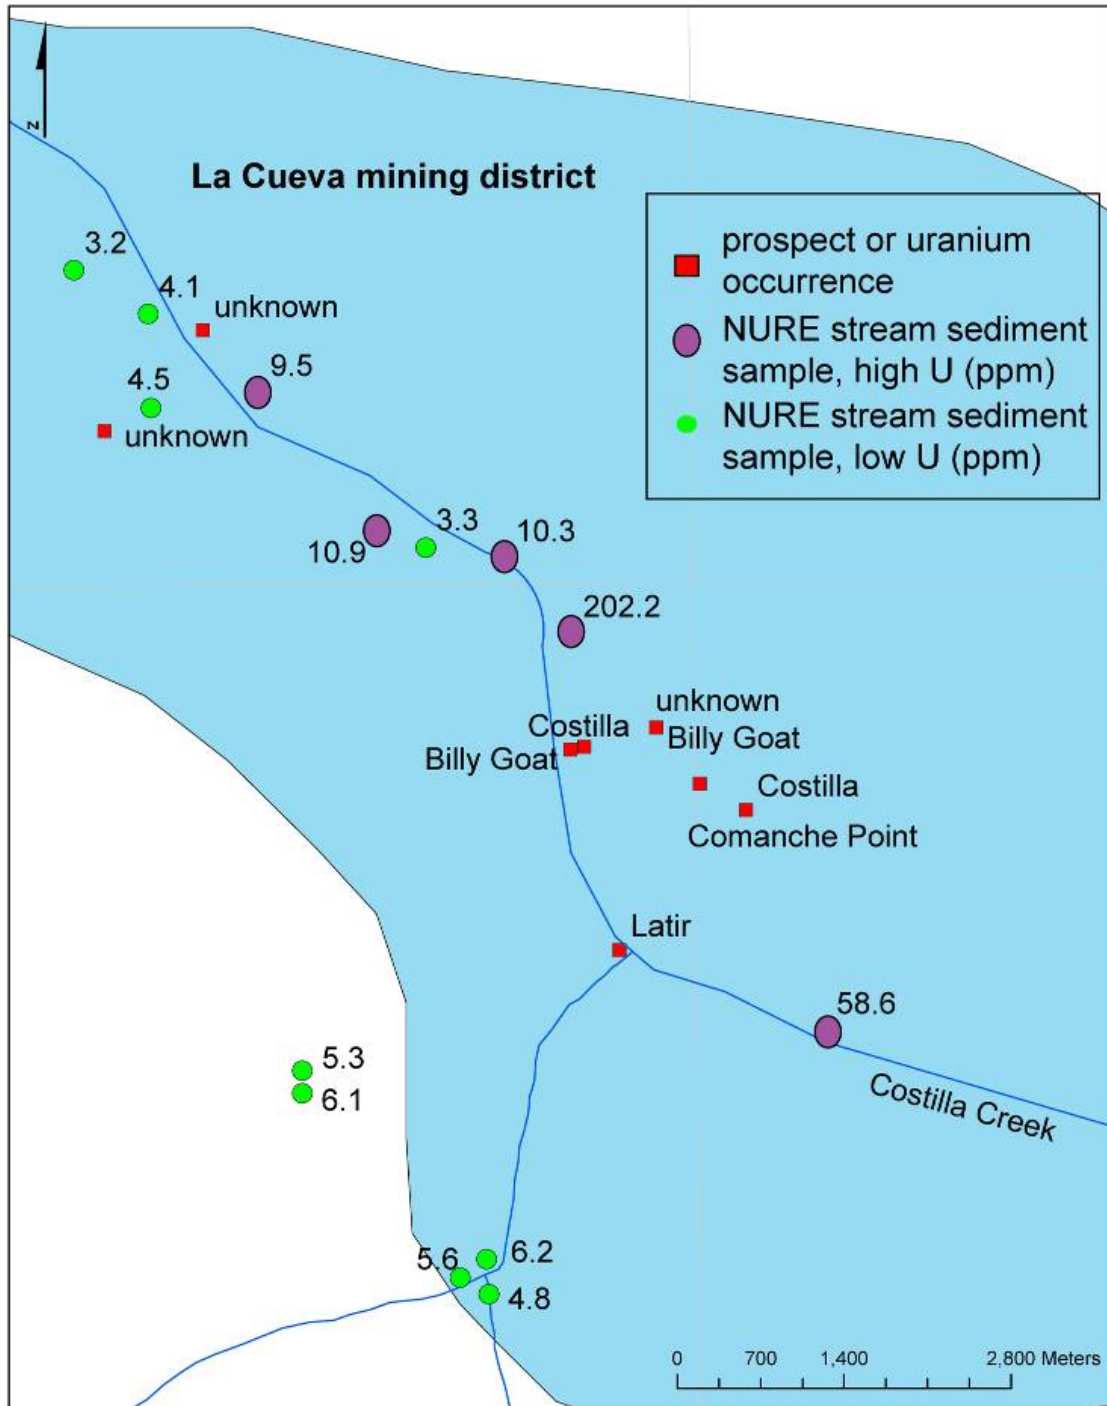 N
La Cueva mining district
prospect or uranium
occurrence
NURE stream sediment
sample, high U (ppm)
NURE stream sediment
sample, low U (ppm)
3.2
4.1
unknown
9.5
4.5
unknown
3.3
10.3
10.9
202.2
unknown
Costilla
Billy Goat
Billy Goat
Costilla
Comanche Point
Latir
58.6
Costilla Creek
5.3
6.1
6.2
5.6
4.8
0 700 1,400 2,800 Meters